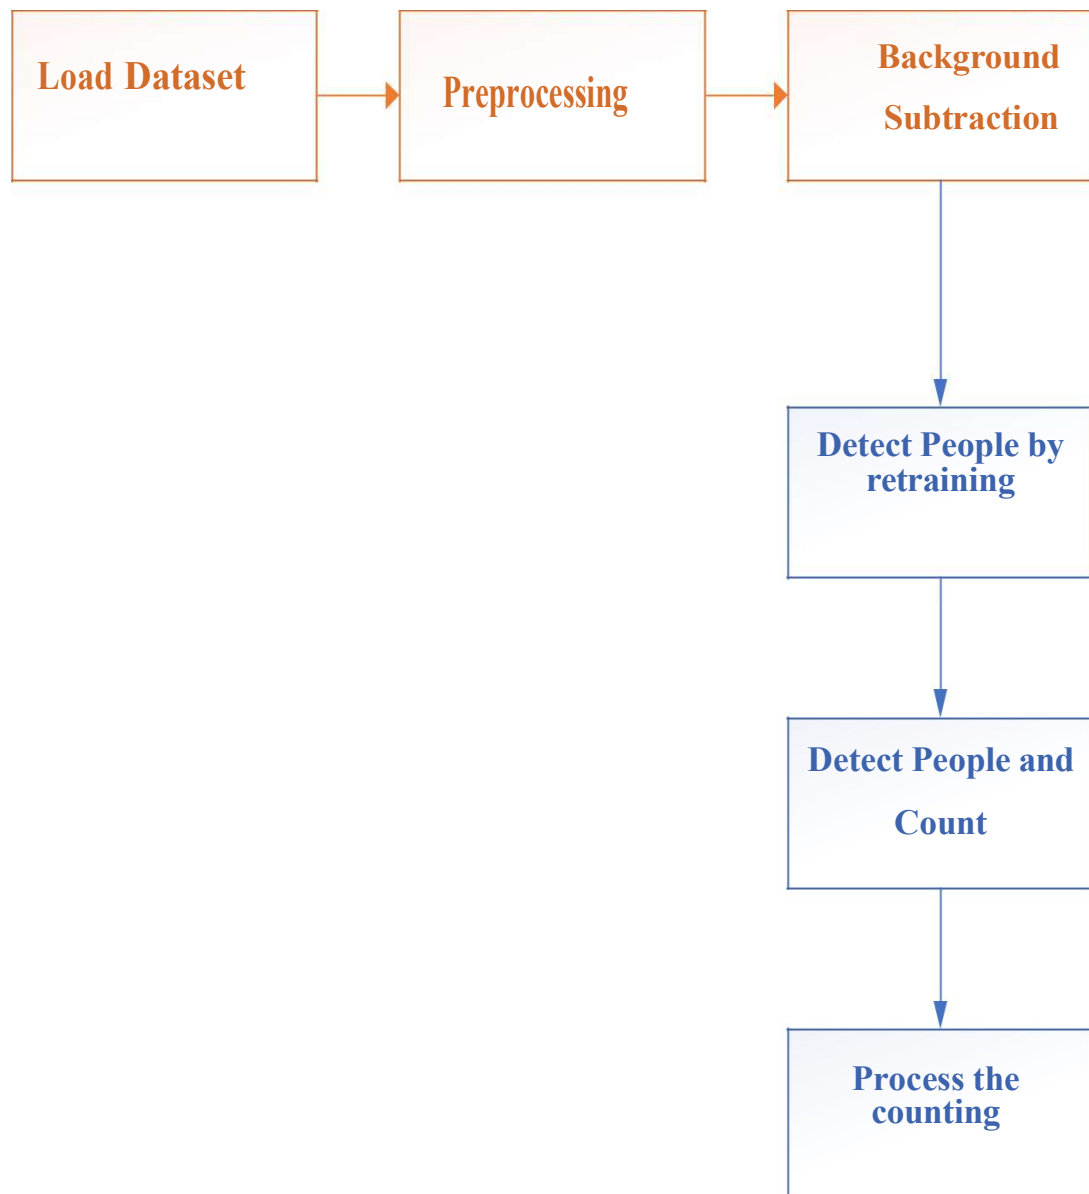 Load Dataset
Preprocessing
Background
Subtraction
Detect People by
retraining
Detect People and
Count
Process the
counting